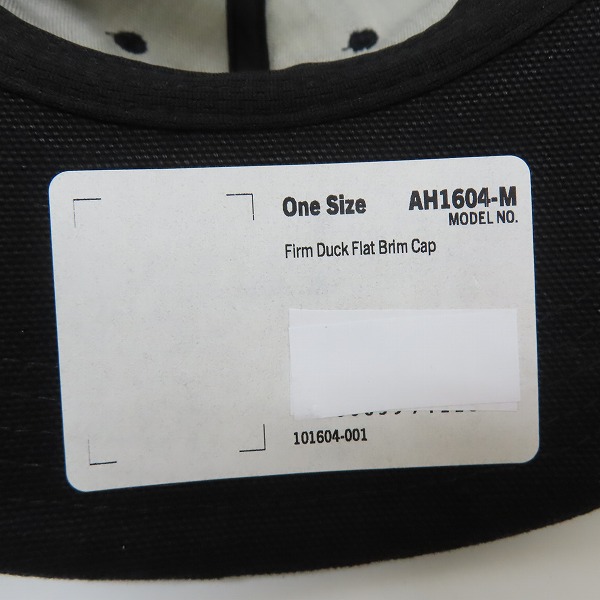 One Size AH1604-M
MODEL NO.
Firm Duck Flat Brim Cap
101604-001